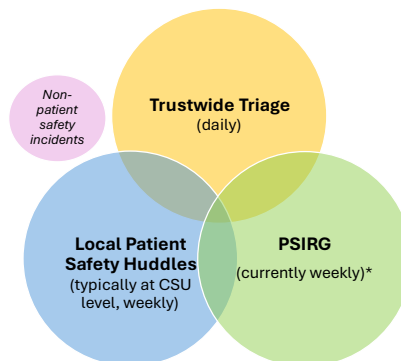 Non-
patient
safety
incidents
Trustwide Triage
(daily)
Local Patient
Safety Huddles
(typically at CSU
level, weekly)
PSIRG
(currently weekly)*